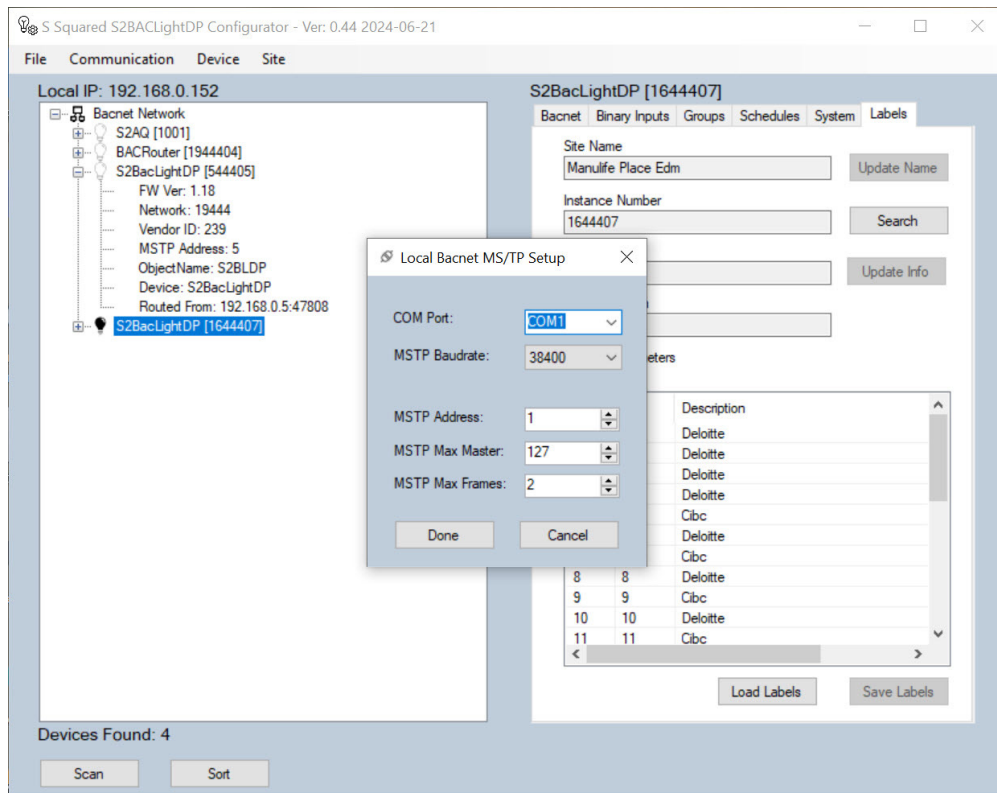 S Squared S2BACLightDP Configurator - Ver: 0.44 2024-06-21
File Communication Device Site
Local IP: 192.168.0.152
Bacnet Network
S2AQ [1001]
BACRouter [1944404]
S2BacLightDP [544405]
FW Ver: 1.18
Network: 19444
Vendor ID: 239
MSTP Address: 5
ObjectName: S2BLDP
Device: S2BacLightDP
Routed From: 192.168.0.5:47808
S2BacLightDP [1644407]
Devices Found: 4
Scan Sort
Local Bacnet MS/TP Setup
COM Port: COM1
MSTP Baudrate: 38400
MSTP Address: 1
MSTP Max Master: 127
MSTP Max Frames: 2
Done Cancel
S2BacLightDP [1644407]
Bacnet Binary Inputs Groups Schedules System Labels
Site Name
Manulife Place Edm Update Name
Instance Number
1644407 Search
Update Info
eters
Description
Deloitte
Deloitte
Deloitte
Deloitte
Cibc
Deloitte
Cibc
8 8 Deloitte
9 9 Cibc
10 10 Deloitte
11 11 Cibc
Load Labels Save Labels